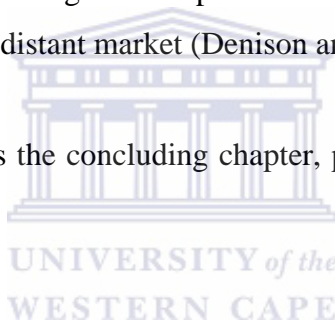 distant market (Denison an
s the concluding chapter, p
UNIVERSITY of the
WESTERN CAPE